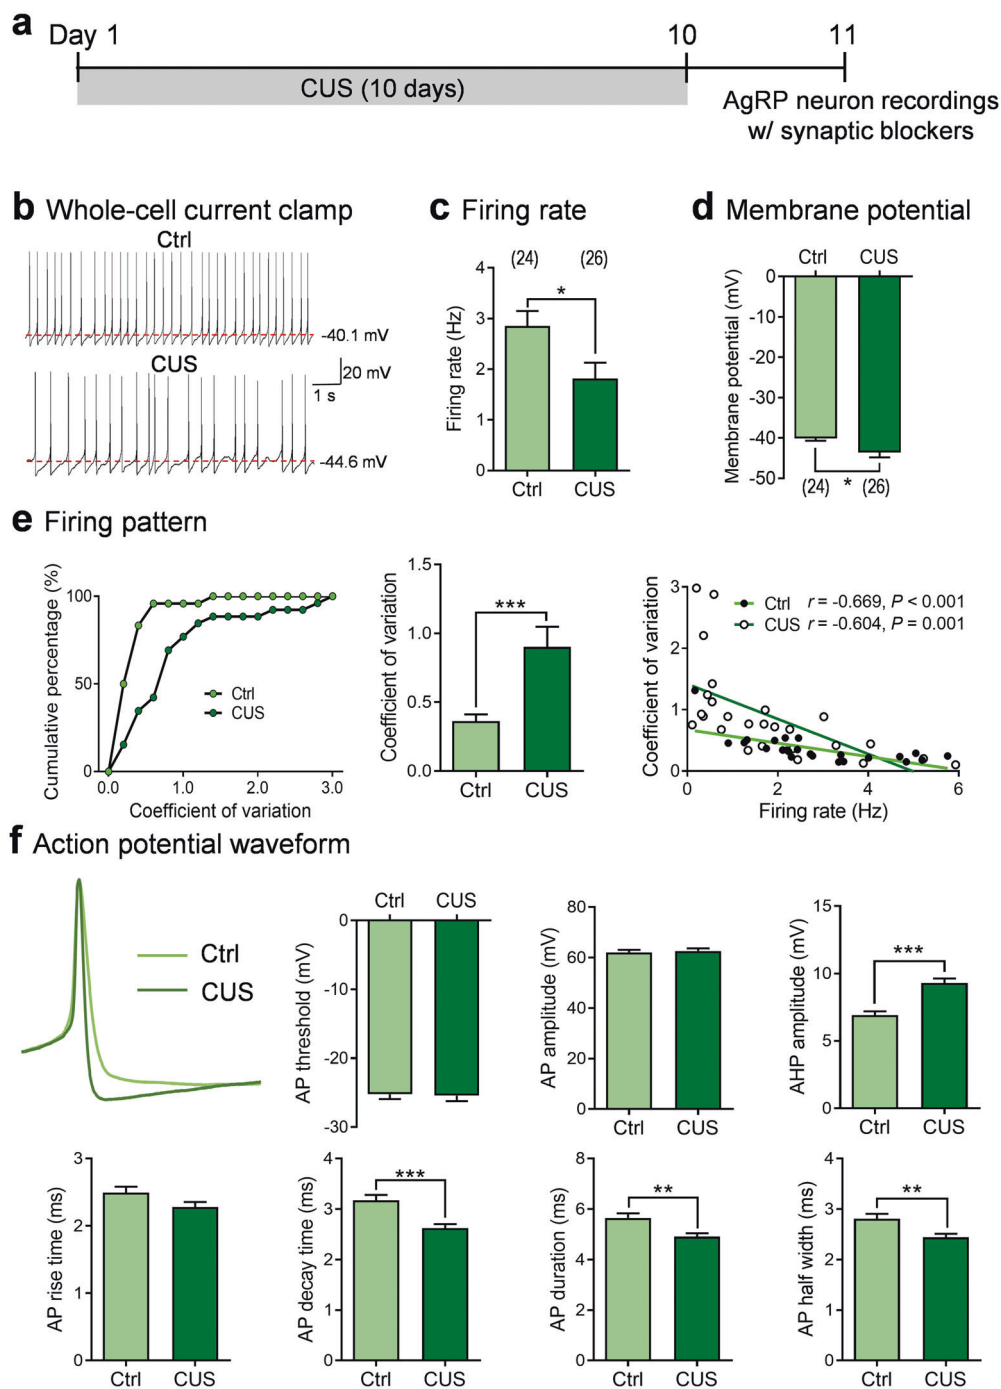 a
Day 1
10
11
CUS (10 days)
AgRP neuron recordings
w/ synaptic blockers
b Whole-cell current clamp
Ctrl
-40.1 mV
CUS
20 mV
1 s
-44.6 mV
c Firing rate
(24)
(26)
*
4
3
2
1
0
Firing rate (Hz)
Ctrl
CUS
d Membrane potential
Ctrl
CUS
0
-10
-20
-30
-40
-50
Membrane potential (mV)
(24)
*
(26)
e Firing pattern
Cumulative percentage (%)
100
50
0
Ctrl
CUS
0.0
1.0
2.0
3.0
Coefficient of variation
Coefficient of variation
1.5
1.0
0.5
0.0
***
Ctrl
CUS
Coefficient of variation
3
2
1
0
Ctrl r = -0.669, P < 0.001
CUS r = -0.604, P = 0.001
0
2
4
6
Firing rate (Hz)
f Action potential waveform
Ctrl
CUS
Ctrl
CUS
AP threshold (mV)
0
-10
-20
-30
AP amplitude (mV)
80
60
40
20
0
Ctrl
CUS
AHP amplitude (mV)
15
10
5
0
***
Ctrl
CUS
AP rise time (ms)
3
2
1
0
Ctrl
CUS
AP decay time (ms)
4
3
2
1
0
***
Ctrl
CUS
AP duration (ms)
8
6
4
2
0
**
Ctrl
CUS
AP half width (ms)
4
3
2
1
0
**
Ctrl
CUS